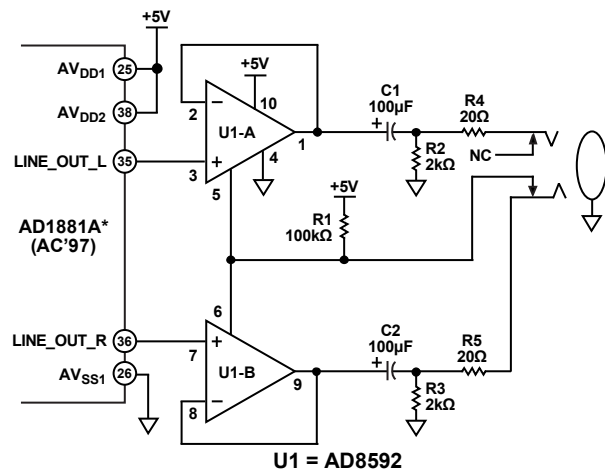 +5V
AVDD1 25
AVDD2 38
LINE_OUT_L 35
AD1881A*
(AC'97)
LINE_OUT_R 36
AVSS1 26
+5V
2
−
10
U1-A
1
+
3
4
5
C1
100µF
+
R4
20Ω
R2
2kΩ
NC
+5V
R1
100kΩ
6
7
+
U1-B
9
−
8
C2
100µF
+
R5
20Ω
R3
2kΩ
U1 = AD8592